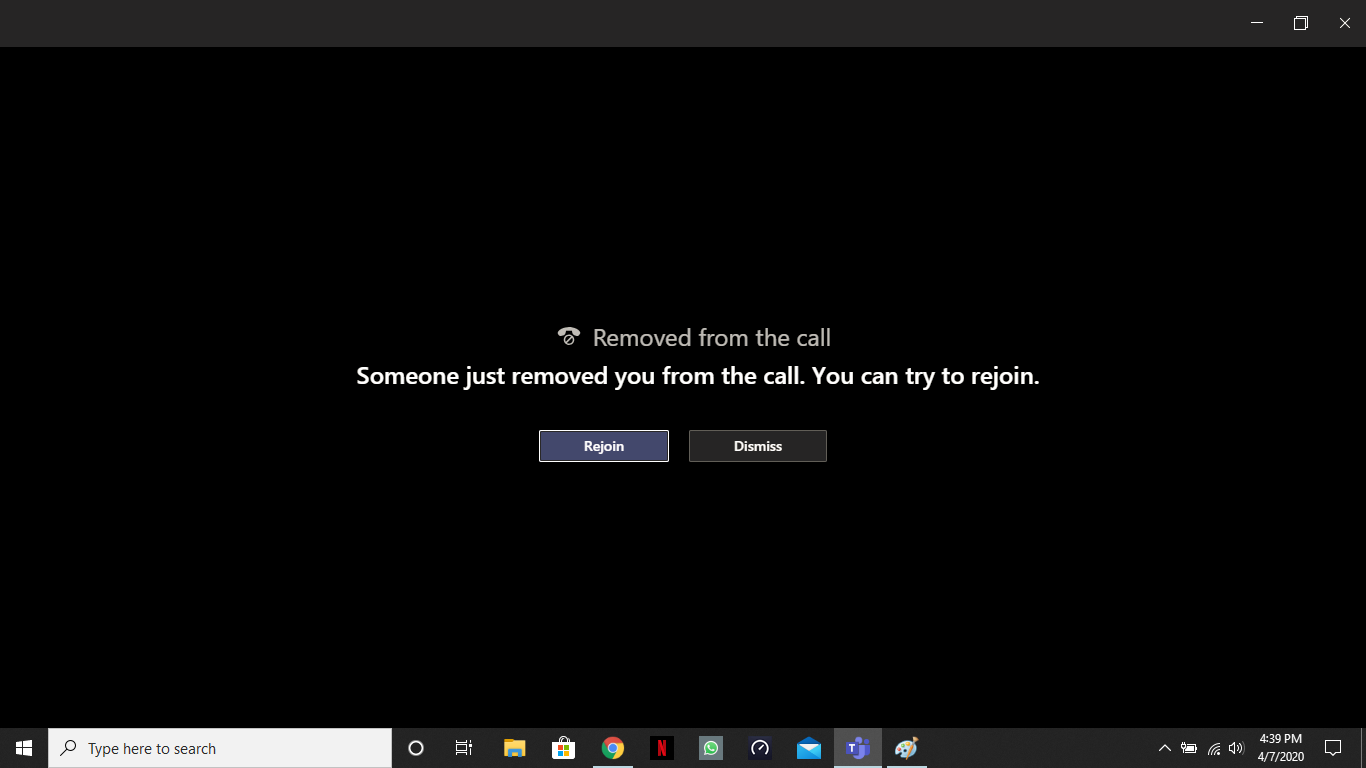 Removed from the call
Someone just removed you from the call. You can try to rejoin.
Rejoin
Dismiss
Type here to search
N
T
4:39 PM
4/7/2020